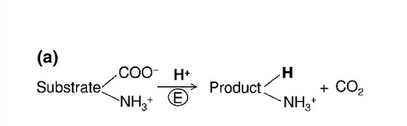 (a)
COO⁻ H⁺ H
Substrate Product + CO₂
NH₃⁺ E NH₃⁺